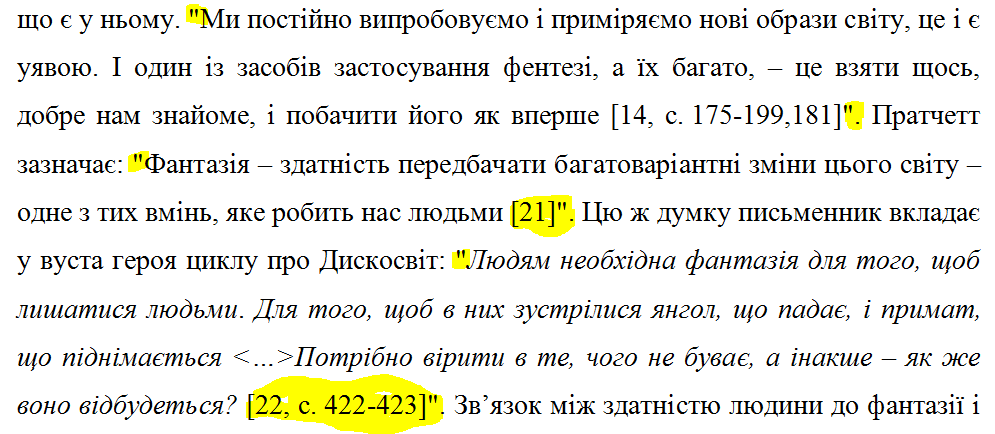 що є у ньому. "Ми постійно випробовуємо і приміряємо нові образи світу, це і є
уявою. І один із засобів застосування фентезі, а їх багато, – це взяти щось,
добре нам знайоме, і побачити його як вперше [14, с. 175-199,181]". Пратчетт
зазначає: "Фантазія – здатність передбачати багатоваріантні зміни цього світу –
одне з тих вмінь, яке робить нас людьми [21]". Цю ж думку письменник вкладає
у вуста героя циклу про Дискосвіт: "Людям необхідна фантазія для того, щоб
лишатися людьми. Для того, щоб в них зустрілися янгол, що падає, і примат,
що піднімається <…>Потрібно вірити в те, чого не буває, а інакше – як же
воно відбудеться? [22, с. 422-423]". Зв’язок між здатністю людини до фантазії і